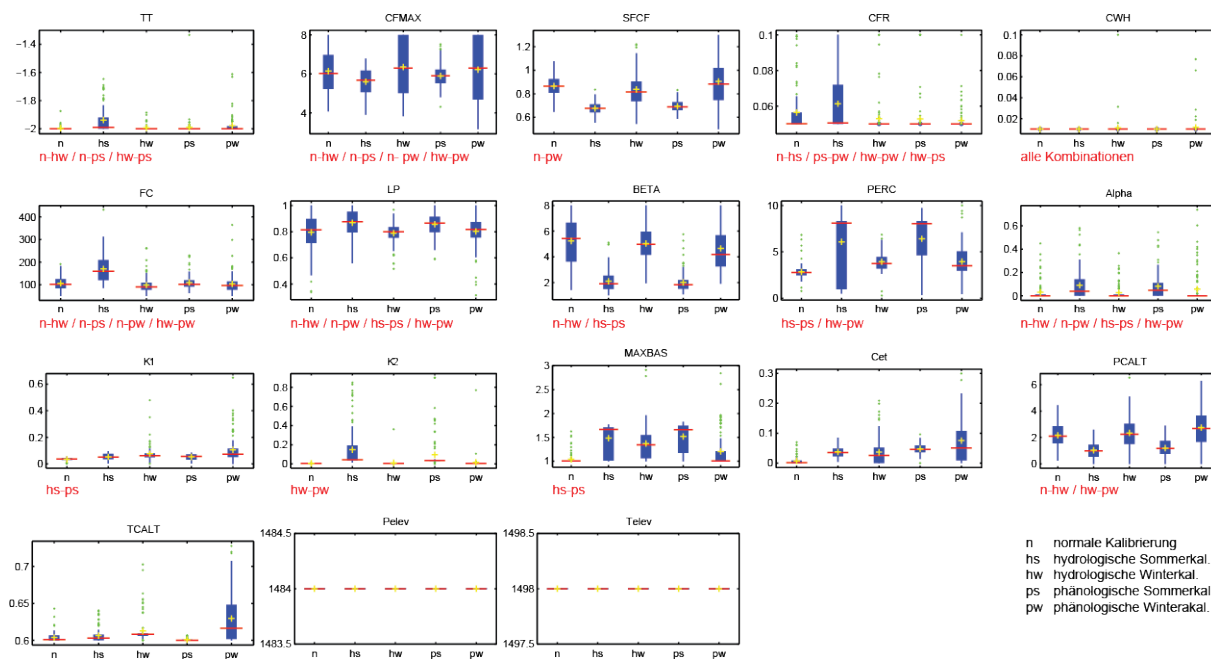 TT CFMAX SFCF CFR CWH
−1.4 8 1.2 0.1 0.1
−1.6 6 1 0.08 0.08
−1.8 4 0.8 0.06 0.06
−2 0.6 0.04
0.02
n hs hw ps pw n hs hw ps pw n hs hw ps pw n hs hw ps pw n hs hw ps pw
n-hw / n-ps / hw-ps n-hw / n-ps / n- pw / hw-pw n-pw n-hs / ps-pw / hw-pw / hw-ps alle Kombinationen
FC LP BETA PERC Alpha
400 1 8 10 0.8
300 0.8 6 5 0.6
200 0.6 4 0 0.4
100 0.4 2 0.2
0
n hs hw ps pw n hs hw ps pw n hs hw ps pw n hs hw ps pw n hs hw ps pw
n-hw / n-ps / n-pw / hw-pw n-hw / n-pw / hs-ps / hw-pw n-hw / hs-ps hs-ps / hw-pw n-hw / n-pw / hs-ps / hw-ps
K1 K2 MAXBAS Cet PCALT
0.6 0.8 3 0.3 6
0.4 0.6 2.5 0.2 4
0.2 0.4 2 0.1 2
0 0.2 1.5 0 0
0 1
n hs hw ps pw n hs hw ps pw n hs hw ps pw n hs hw ps pw n hs hw ps pw
hs-ps hw-pw hs-ps n-hw / hw-pw
TCALT Pelev Telev
0.7 1484.5 1498.5
0.65 1484 1498
0.6 1483.5 1497.5
n hs hw ps pw n hs hw ps pw n hs hw ps pw
n normale Kalibrierung
hs hydrologische Sommerkal.
hw hydrologische Winterkal.
ps phänologische Sommerkal
pw phänologische Winterakal.